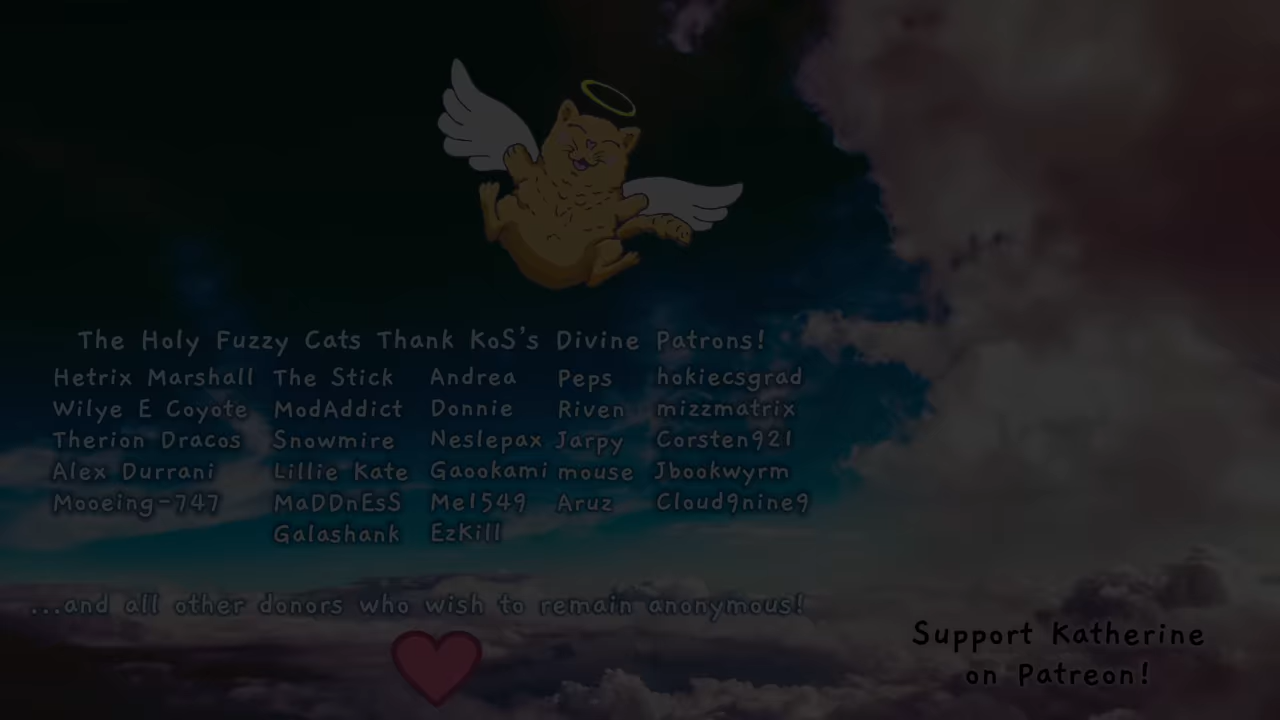 The Holy Fuzzy Cats Thank KoS's Divine Patrons!
Hetrix Marshall The Stick Andrea Peps hokiecsgrad
Wilye E Coyote ModAddict Donnie Riven mizzmatrix
Therion Dracos Snowmire Neslepax Jarpy Corsten921
Alex Durrani Lillie Kate Gaookami mouse Jbookwyrm
Mooeing-747 MaDDnEsS Me1549 Aruz Cloud9nine9
Galashank EzKill
...and all other donors who wish to remain anonymous!
Support Katherine
on Patreon!